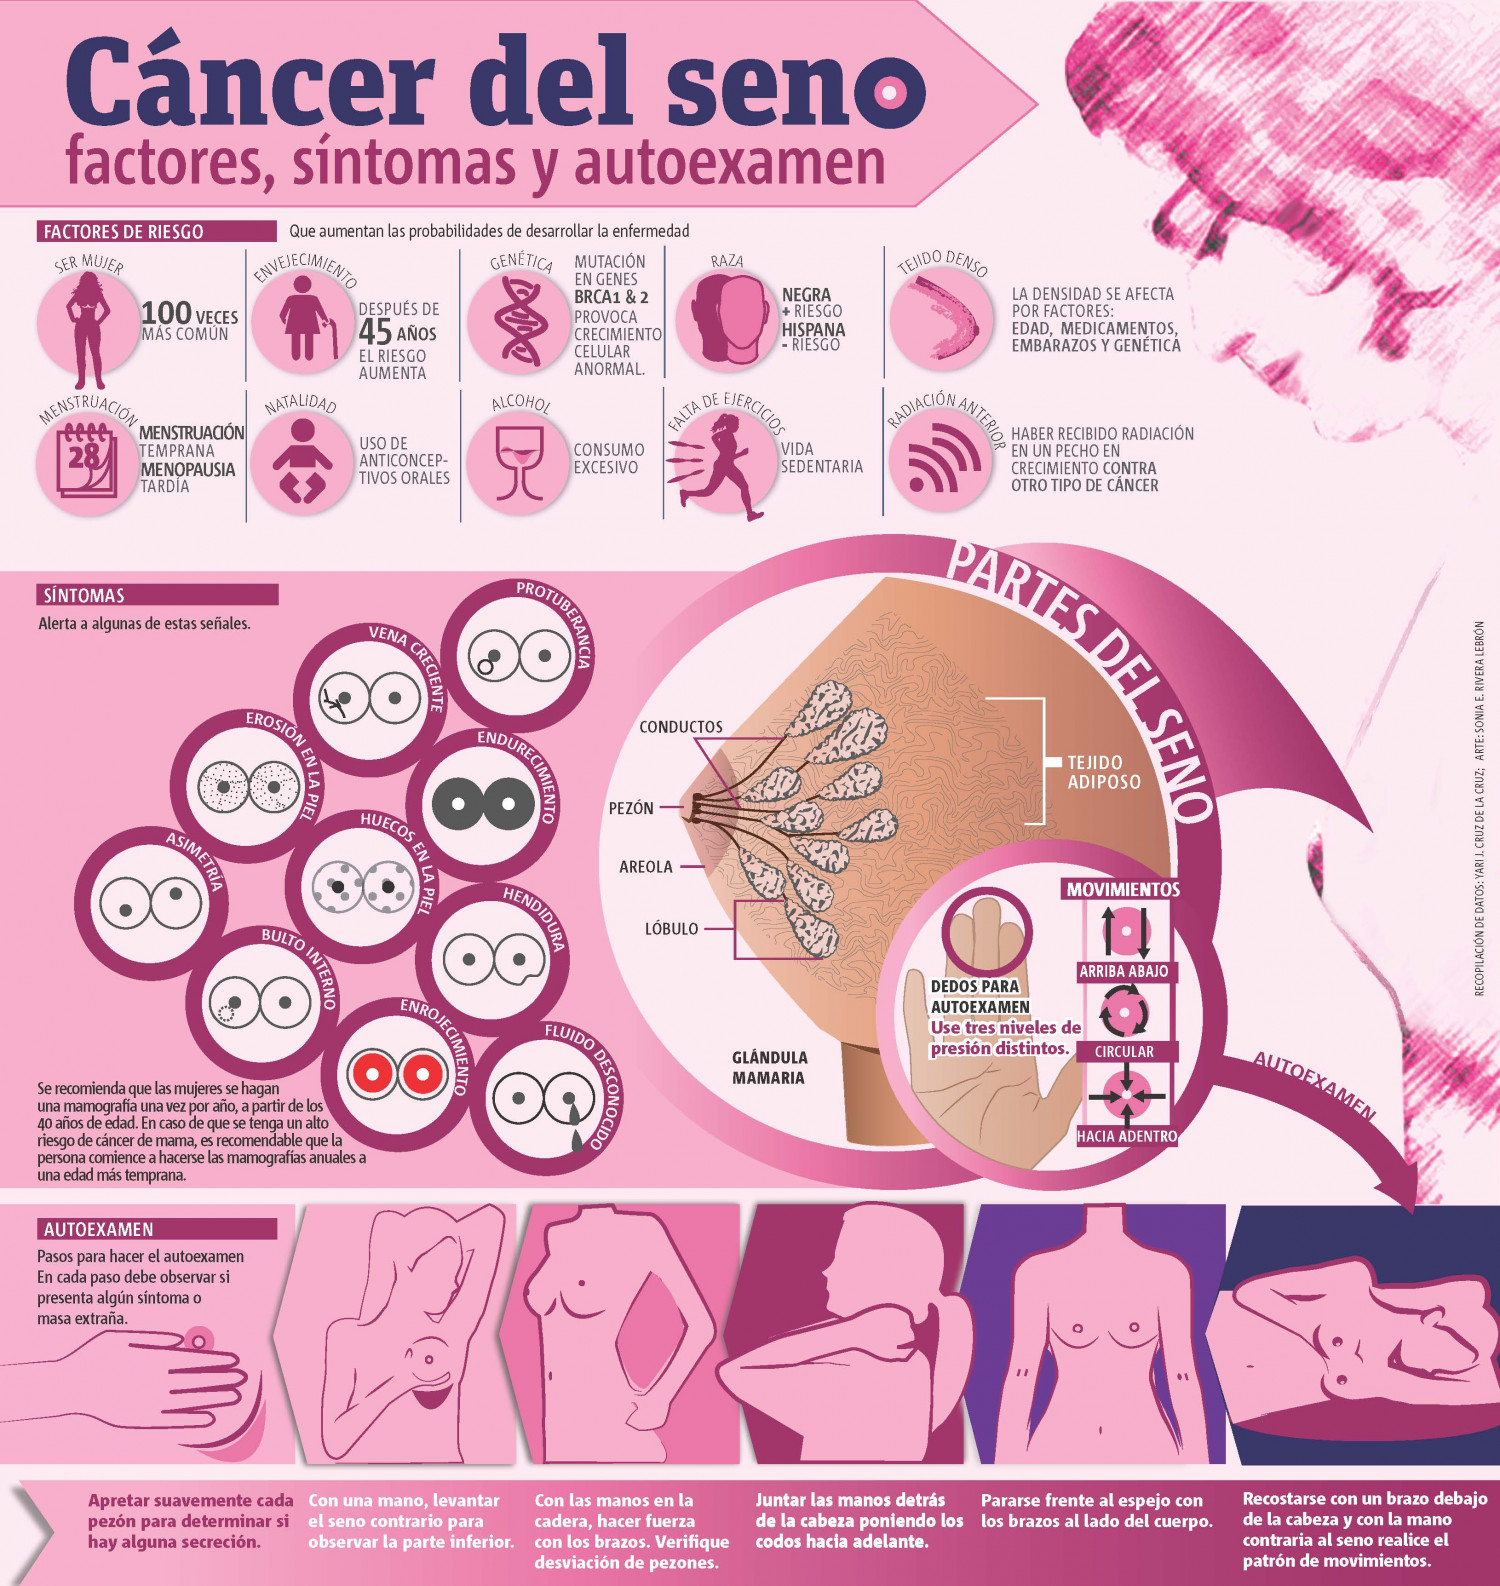 Cáncer del seno
factores, síntomas y autoexamen
FACTORES DE RIESGO
Que aumentan las probabilidades de desarrollar la enfermedad
SER MUJER
100 VECES
MÁS COMÚN
ENVEJECIMIENTO
DESPUÉS DE
45 AÑOS
EL RIESGO
AUMENTA
GENÉTICA
MUTACIÓN
EN GENES
BRCA1 & 2
PROVOCA
CRECIMIENTO
CELULAR
ANORMAL.
RAZA
NEGRA
+ RIESGO
HISPANA
- RIESGO
TEJIDO DENSO
LA DENSIDAD SE AFECTA
POR FACTORES:
EDAD, MEDICAMENTOS,
EMBARAZOS Y GENÉTICA
MENSTRUACIÓN
28
MENSTRUACIÓN
TEMPRANA
MENOPAUSIA
TARDÍA
NATALIDAD
USO DE
ANTICONCEP-
TIVOS ORALES
ALCOHOL
CONSUMO
EXCESIVO
FALTA DE EJERCICIOS
VIDA
SEDENTARIA
RADIACIÓN ANTERIOR
HABER RECIBIDO RADIACIÓN
EN UN PECHO EN
CRECIMIENTO CONTRA
OTRO TIPO DE CÁNCER
SÍNTOMAS
Alerta a algunas de estas señales.
PROTUBERANCIA
VENA CRECIENTE
EROSIÓN EN LA PIEL
ENDURECIMIENTO
HUECOS EN LA PIEL
ASIMETRÍA
HENDIDURA
BULTO INTERNO
ENROJECIMIENTO
FLUIDO DESCONOCIDO
Se recomienda que las mujeres se hagan
una mamografía una vez por año, a partir de los
40 años de edad. En caso de que se tenga un alto
riesgo de cáncer de mama, es recomendable que la
persona comience a hacerse las mamografías anuales a
una edad más temprana.
PARTES DEL SENO
CONDUCTOS
PEZÓN
AREOLA
LÓBULO
TEJIDO
ADIPOSO
GLÁNDULA
MAMARIA
DEDOS PARA
AUTOEXAMEN
Use tres niveles de
presión distintos.
MOVIMIENTOS
ARRIBA ABAJO
CIRCULAR
HACIA ADENTRO
AUTOEXAMEN
RECOPILACIÓN DE DATOS: YARI J. CRUZ DE LA CRUZ; ARTE: SONIA E. RIVERA LEBRÓN
AUTOEXAMEN
Pasos para hacer el autoexamen
En cada paso debe observar si
presenta algún síntoma o
masa extraña.
Apretar suavemente cada
pezón para determinar si
hay alguna secreción.
Con una mano, levantar
el seno contrario para
observar la parte inferior.
Con las manos en la
cadera, hacer fuerza
con los brazos. Verifique
desviación de pezones.
Juntar las manos detrás
de la cabeza poniendo los
codos hacia adelante.
Pararse frente al espejo con
los brazos al lado del cuerpo.
Recostarse con un brazo debajo
de la cabeza y con la mano
contraria al seno realice el
patrón de movimientos.